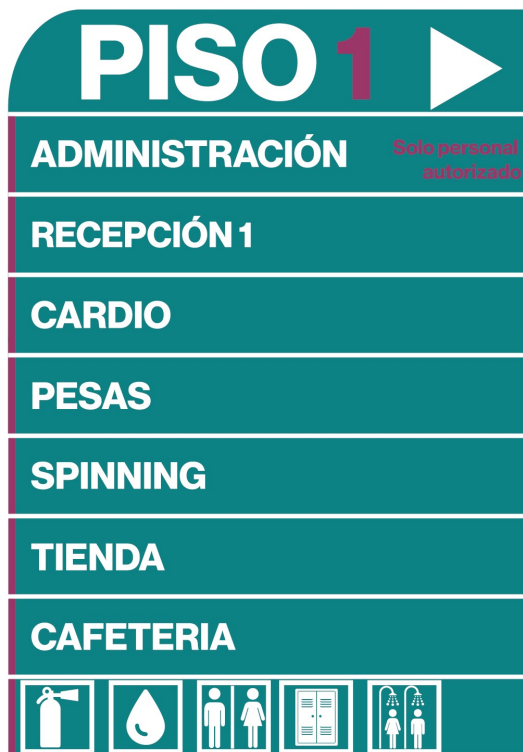 PISO 1
ADMINISTRACIÓN
Solo personal
autorizado
RECEPCIÓN 1
CARDIO
PESAS
SPINNING
TIENDA
CAFETERIA